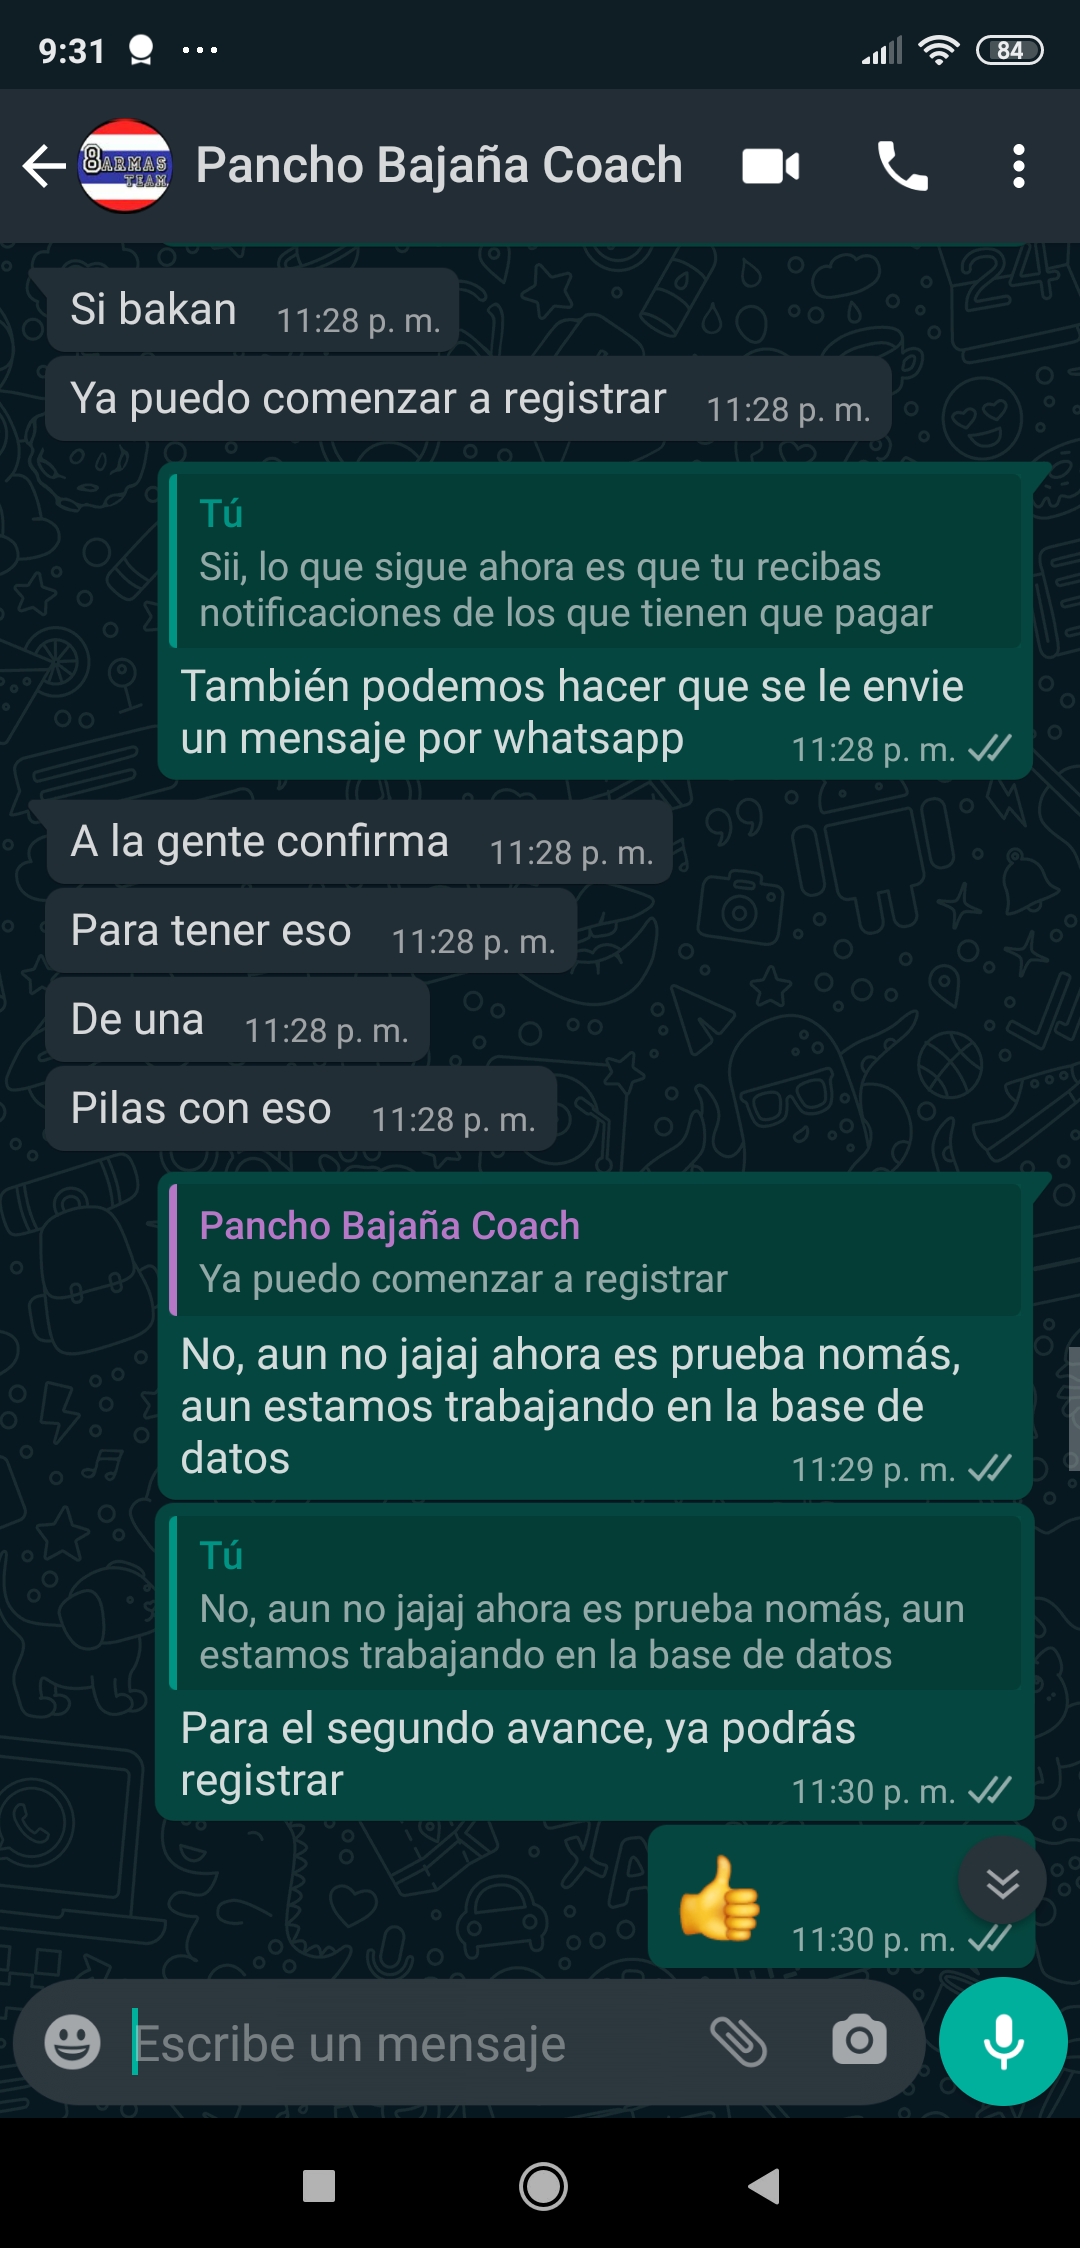 9:31
84
8ARMAS
TEAM
Pancho Bajaña Coach
Si bakan 11:28 p. m.
Ya puedo comenzar a registrar 11:28 p. m.
Tú
Sii, lo que sigue ahora es que tu recibas
notificaciones de los que tienen que pagar
También podemos hacer que se le envie
un mensaje por whatsapp 11:28 p. m.
A la gente confirma 11:28 p. m.
Para tener eso 11:28 p. m.
De una 11:28 p. m.
Pilas con eso 11:28 p. m.
Pancho Bajaña Coach
Ya puedo comenzar a registrar
No, aun no jajaj ahora es prueba nomás,
aun estamos trabajando en la base de
datos 11:29 p. m.
Tú
No, aun no jajaj ahora es prueba nomás, aun
estamos trabajando en la base de datos
Para el segundo avance, ya podrás
registrar 11:30 p. m.
👍 11:30 p. m.
Escribe un mensaje